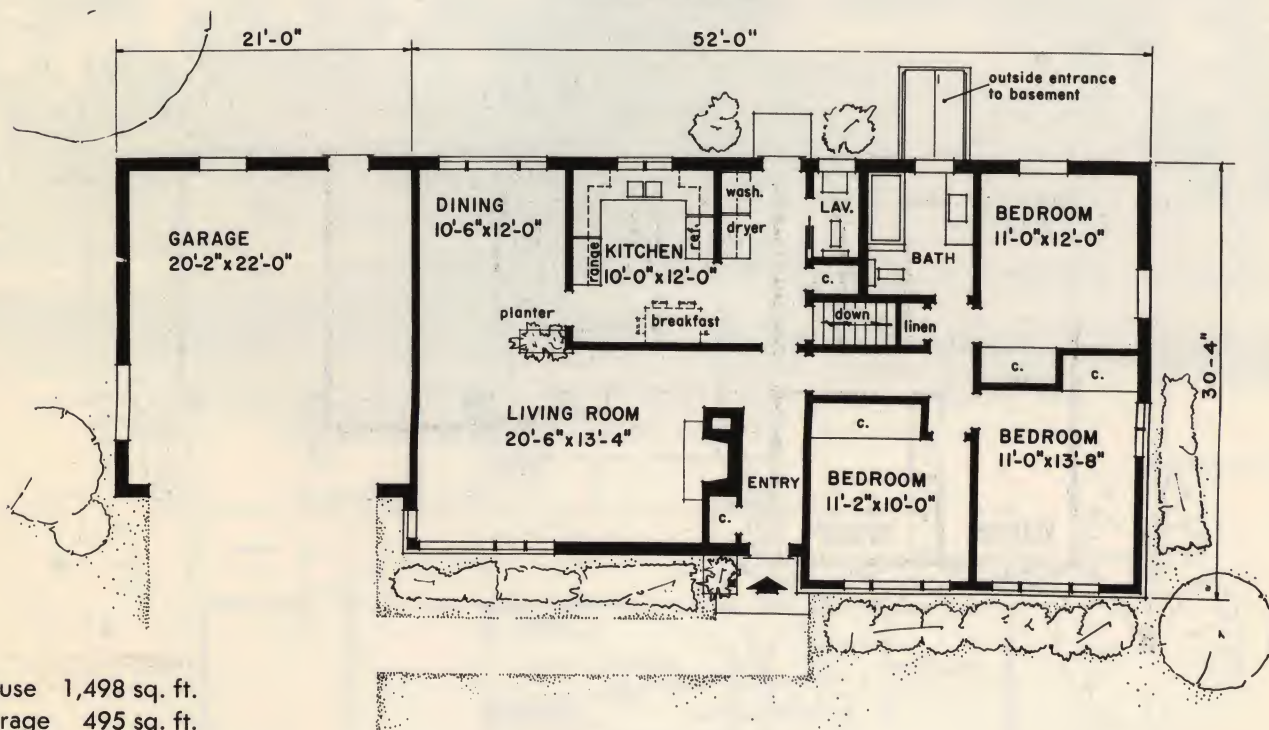 21'-0"
52'-0"
outside entrance
to basement
DINING
10'-6"x12'-0"
wash.
LAV.
BEDROOM
11'-0"x12'-0"
GARAGE
20'-2"x22'-0"
range
KITCHEN
10'-0"x12'-0"
ref.
dryer
BATH
c.
planter
breakfast
down
linen
c.
c.
30'-4"
LIVING ROOM
20'-6"x13'-4"
c.
BEDROOM
11'-0"x13'-8"
ENTRY
BEDROOM
11'-2"x10'-0"
c.
use 1,498 sq. ft.
rage 495 sq. ft.